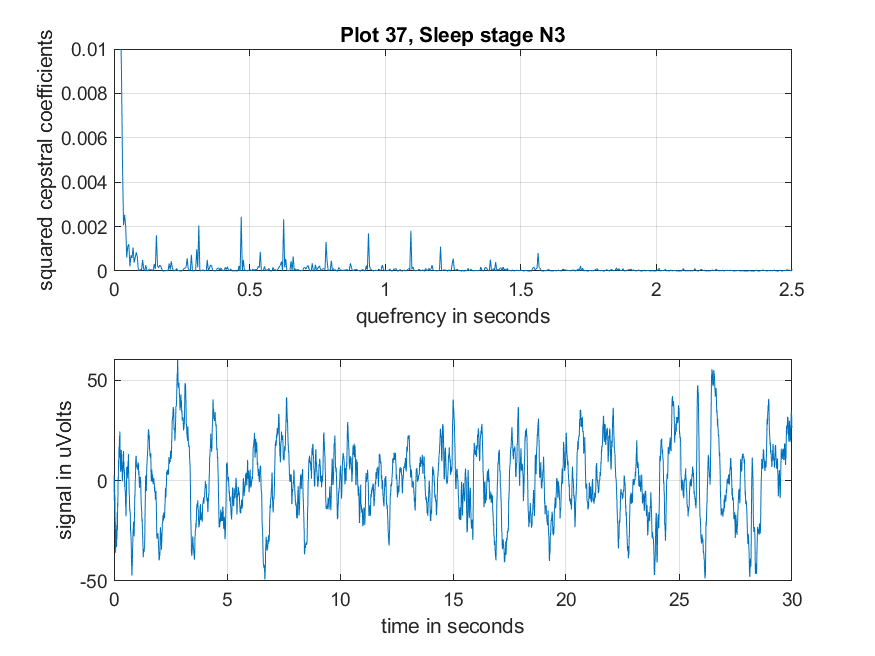 Plot 37, Sleep stage N3
squared cepstral coefficients
0.01
0.008
0.006
0.004
0.002
0
0 0.5 1 1.5 2 2.5
quefrency in seconds
signal in uVolts
50
0
-50
0 5 10 15 20 25 30
time in seconds